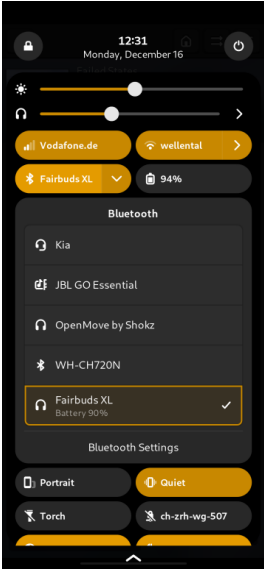 12:31
Monday, December 16
Vodafone.de
wellental
Fairbuds XL
94%
Bluetooth
Kia
JBL GO Essential
OpenMove by Shokz
WH-CH720N
Fairbuds XL
Battery 90%
Bluetooth Settings
Portrait
Quiet
Torch
ch-zrh-wg-507